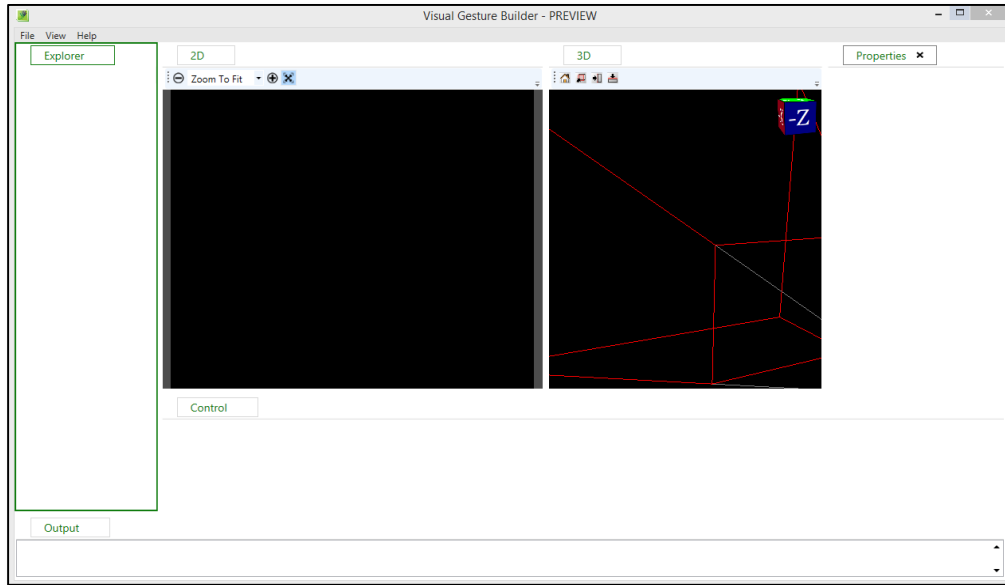 Visual Gesture Builder - PREVIEW
File View Help
Explorer
2D
3D
Properties
Zoom To Fit
-Z
Control
Output